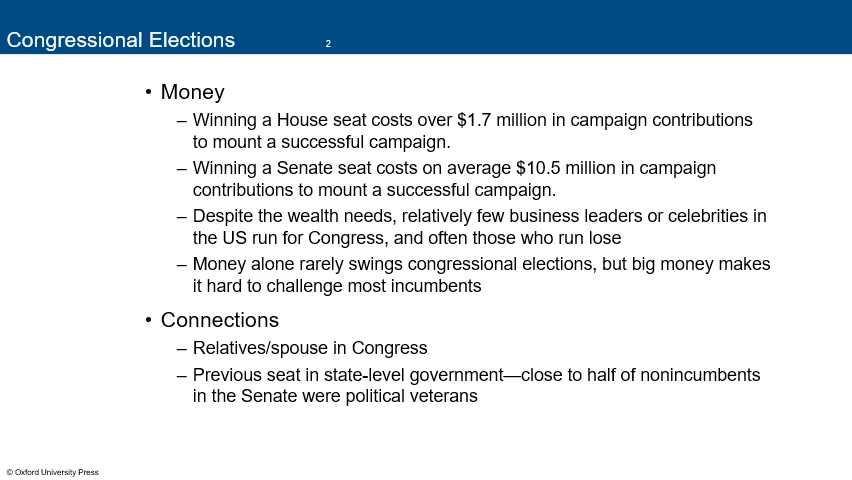 Congressional Elections 2
• Money
– Winning a House seat costs over $1.7 million in campaign contributions
to mount a successful campaign.
– Winning a Senate seat costs on average $10.5 million in campaign
contributions to mount a successful campaign.
– Despite the wealth needs, relatively few business leaders or celebrities in
the US run for Congress, and often those who run lose
– Money alone rarely swings congressional elections, but big money makes
it hard to challenge most incumbents
• Connections
– Relatives/spouse in Congress
– Previous seat in state-level government—close to half of nonincumbents
in the Senate were political veterans
© Oxford University Press